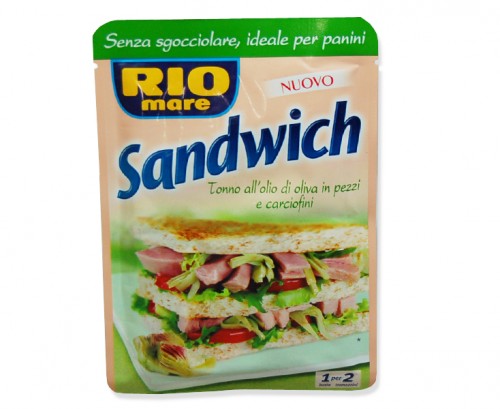 Senza sgocciolare, ideale per panini
RIO
mare
NUOVO
Sandwich
Tonno all'olio di oliva in pezzi
e carciofini
1 per 2